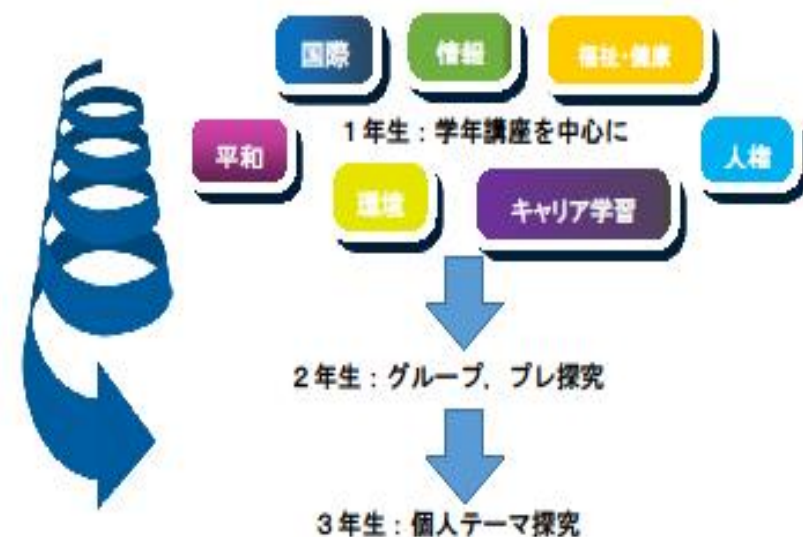 国際
情報
福祉・健康
平和
1年生：学年講座を中心に
人権
環境
キャリア学習
2年生：グループ，プレ探究
3年生：個人テーマ探究